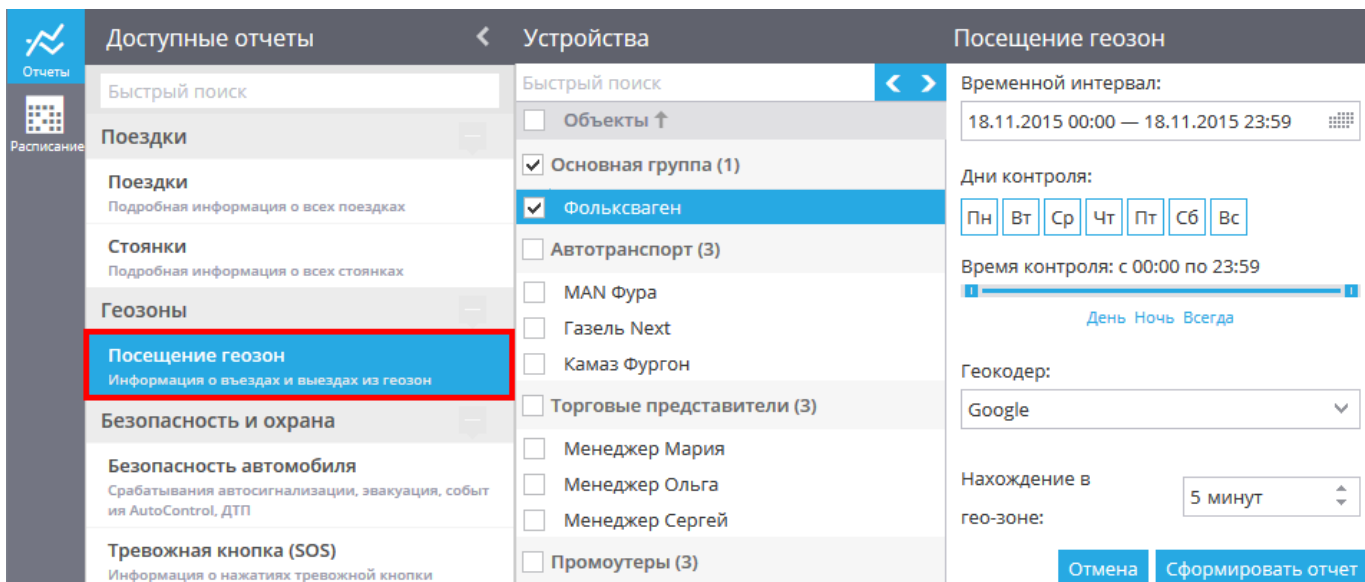 Отчеты
Расписание
Доступные отчеты
Быстрый поиск
Поездки
Поездки
Подробная информация о всех поездках
Стоянки
Подробная информация о всех стоянках
Геозоны
Посещение геозон
Информация о въездах и выездах из геозон
Безопасность и охрана
Безопасность автомобиля
Срабатывания автосигнализации, эвакуация, событ
ия AutoControl, ДТП
Тревожная кнопка (SOS)
Информация о нажатиях тревожной кнопки
Устройства
Быстрый поиск
Объекты ↑
Основная группа (1)
Фольксваген
Автотранспорт (3)
MAN Фура
Газель Next
Камаз Фургон
Торговые представители (3)
Менеджер Мария
Менеджер Ольга
Менеджер Сергей
Промоутеры (3)
Посещение геозон
Временной интервал:
18.11.2015 00:00 — 18.11.2015 23:59
Дни контроля:
Пн Вт Ср Чт Пт Сб Вс
Время контроля: с 00:00 по 23:59
День Ночь Всегда
Геокодер:
Google
Нахождение в
гео-зоне:
5 минут
Отмена Сформировать отчет